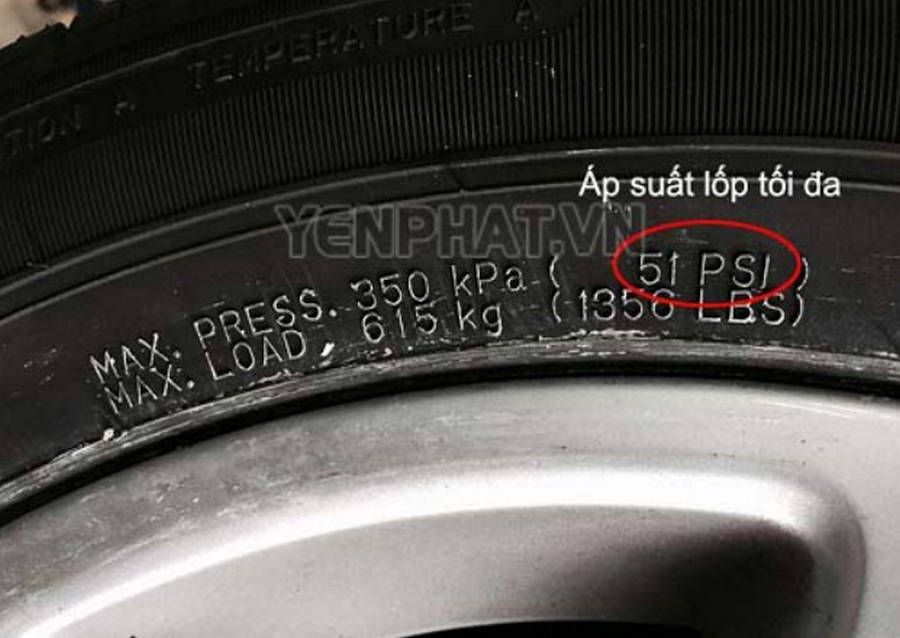 TION A TEMPERATURE A
Áp suất lốp tối đa
YENPHAT.VN
MAX. PRESS. 350 kPa ( 51 PSI )
MAX. LOAD 615 kg (1356 LBS)